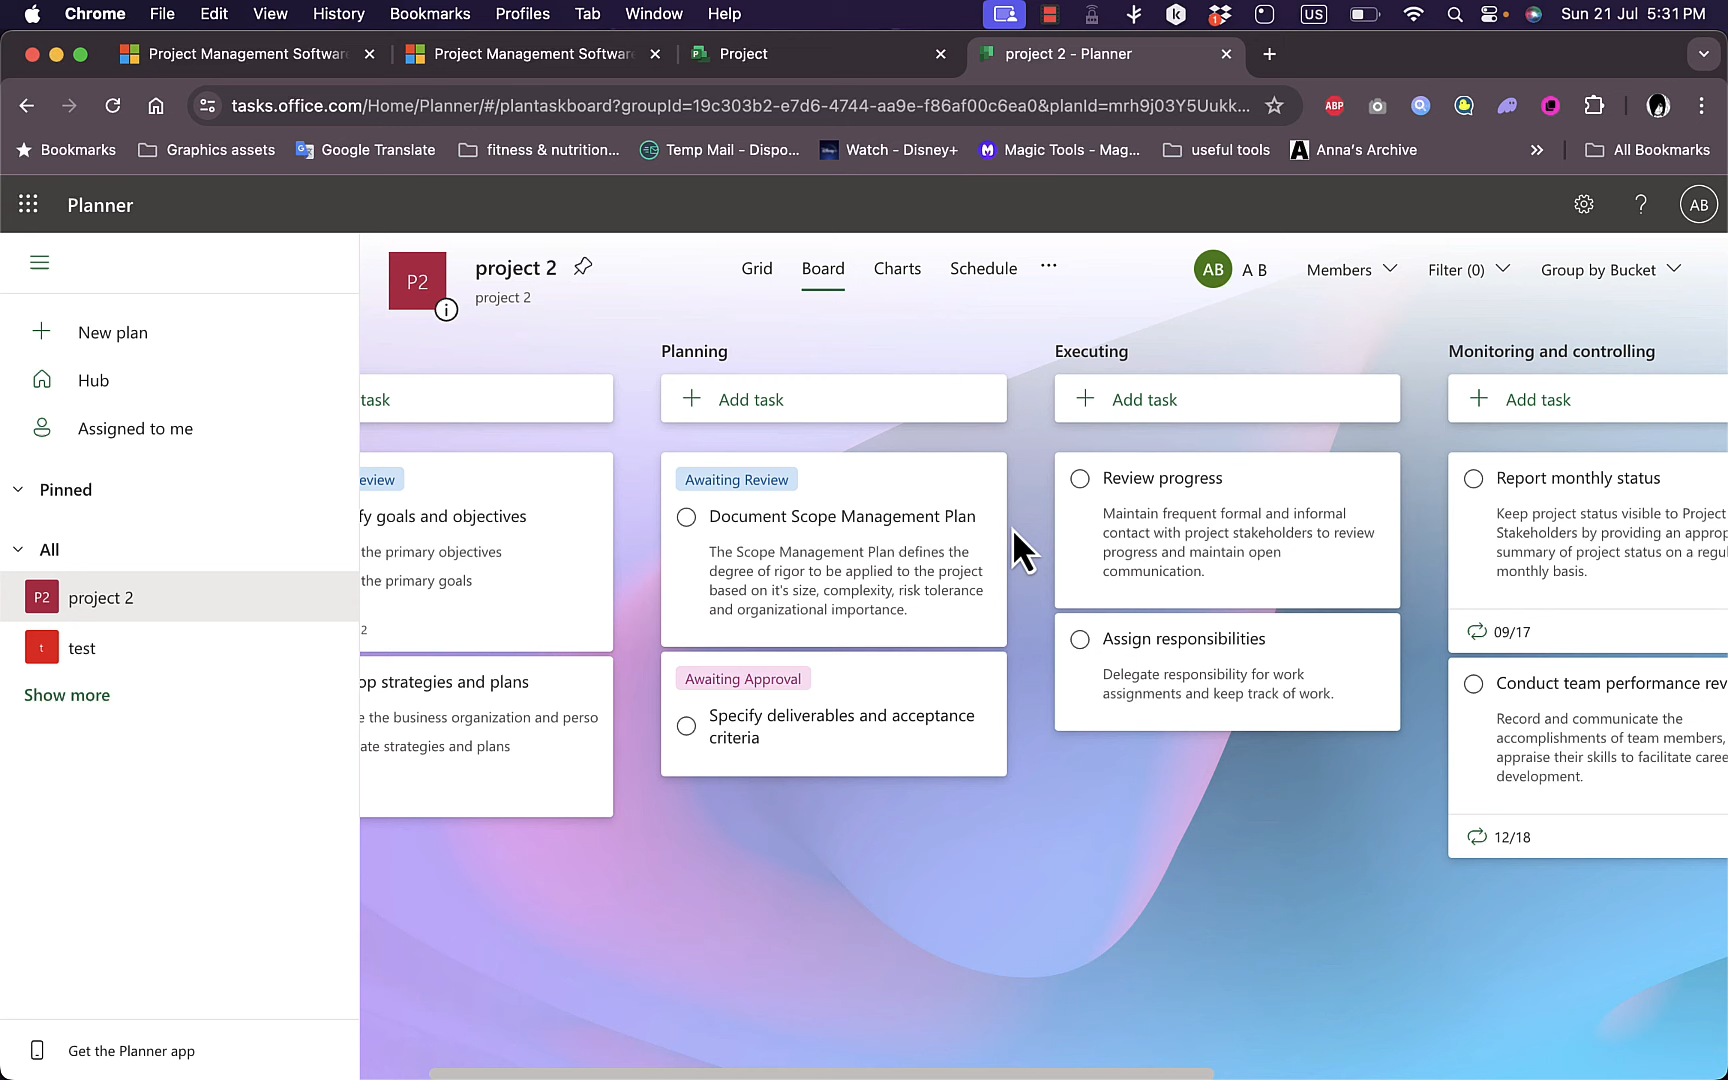 Chrome File Edit View History Bookmarks Profiles Tab Window Help US Sun 21 Jul 5:31 PM
Project Management Software Project Management Software Project project 2 - Planner
tasks.office.com/Home/Planner/#/plantaskboard?groupId=19c303b2-e7d6-4744-aa9e-f86af00c6ea0&planId=mrh9j03Y5Uukk... ABP
Bookmarks Graphics assets Google Translate fitness & nutrition... Temp Mail - Dispo... Watch - Disney+ Magic Tools - Mag... useful tools Anna's Archive » All Bookmarks
Planner ? AB
P2 project 2 Grid Board Charts Schedule ... AB A B Members Filter (0) Group by Bucket
project 2
New plan
Hub
Assigned to me
Pinned
All
P2 project 2
t test
Show more
Get the Planner app
task
eview
fy goals and objectives
the primary objectives
the primary goals
2
op strategies and plans
e the business organization and perso
ate strategies and plans
Planning
Add task
Awaiting Review
Document Scope Management Plan
The Scope Management Plan defines the
degree of rigor to be applied to the project
based on it's size, complexity, risk tolerance
and organizational importance.
Awaiting Approval
Specify deliverables and acceptance
criteria
Executing
Add task
Review progress
Maintain frequent formal and informal
contact with project stakeholders to review
progress and maintain open
communication.
Assign responsibilities
Delegate responsibility for work
assignments and keep track of work.
Monitoring and controlling
Add task
Report monthly status
Keep project status visible to Project
Stakeholders by providing an approp
summary of project status on a regu
monthly basis.
09/17
Conduct team performance rev
Record and communicate the
accomplishments of team members,
appraise their skills to facilitate caree
development.
12/18